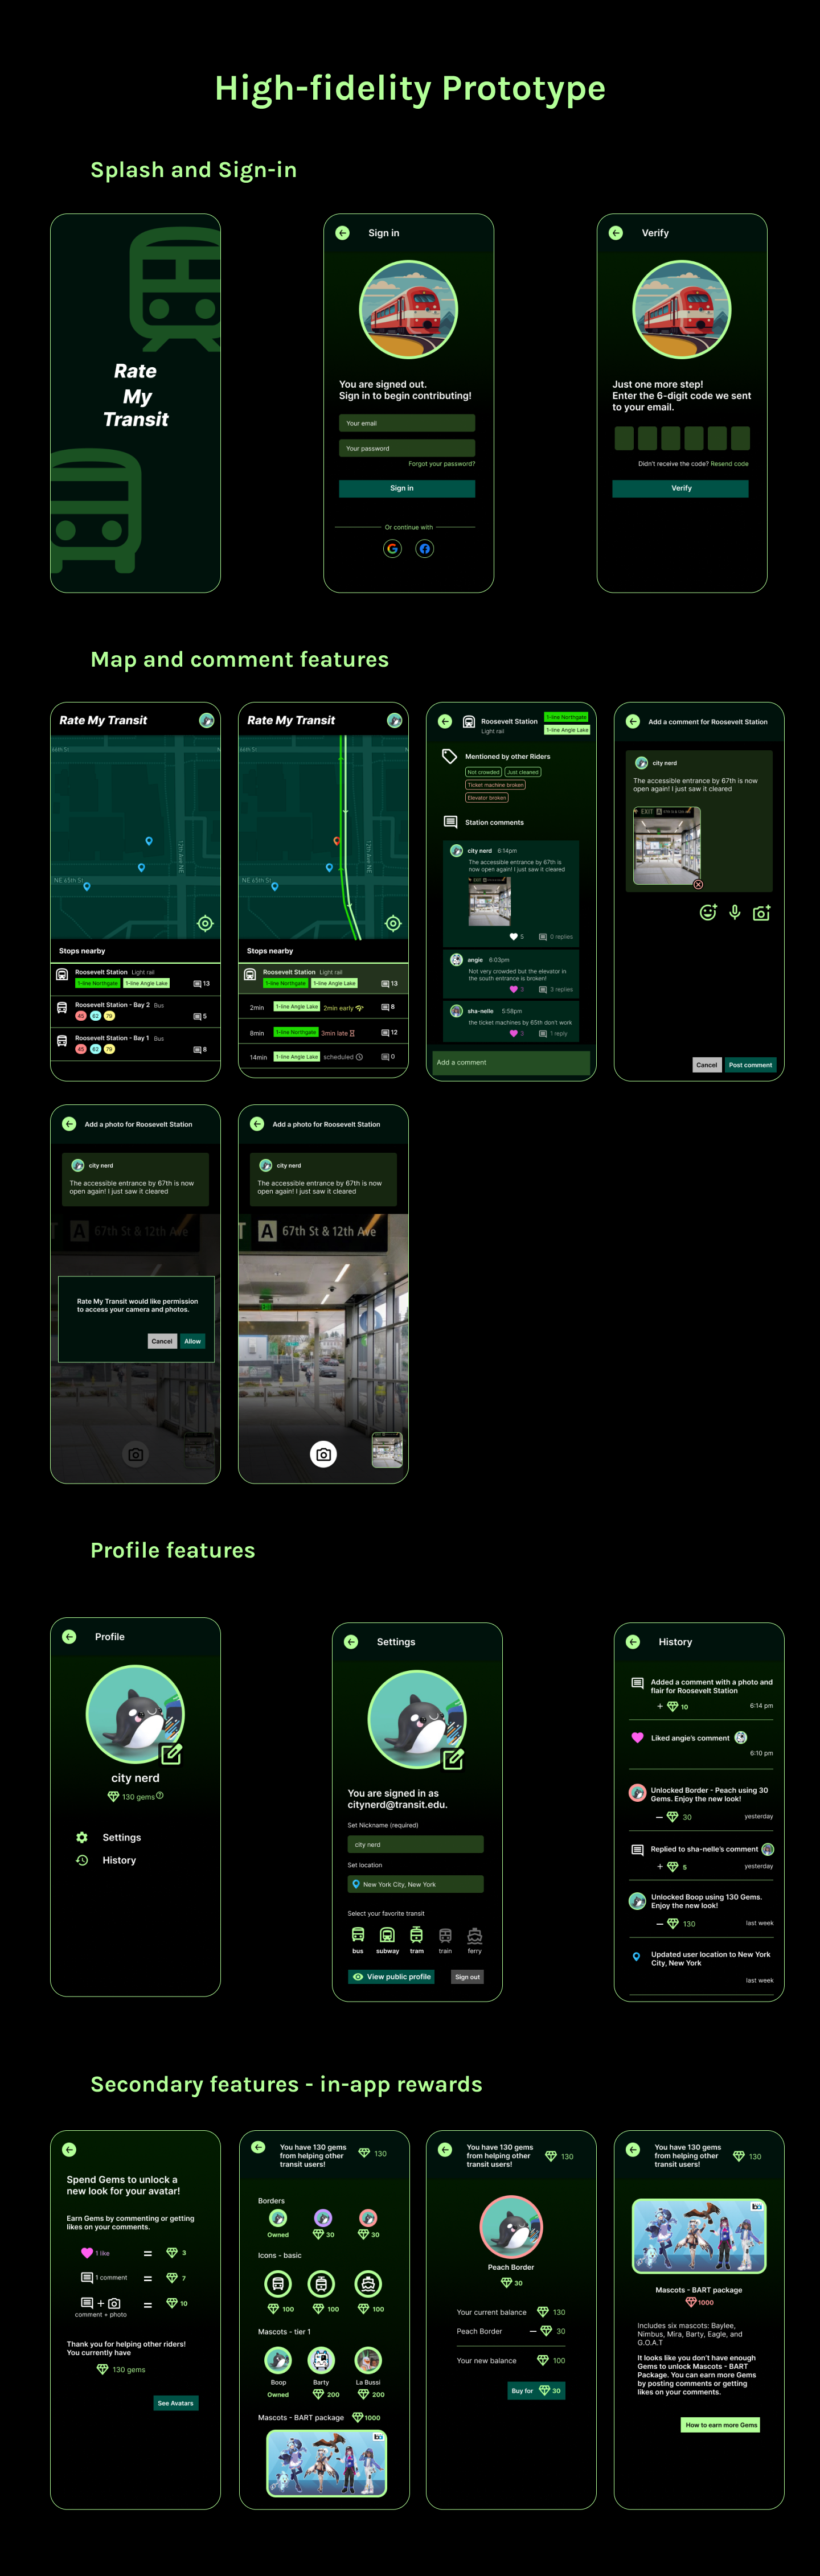 High-fidelity Prototype
Splash and Sign-in
Rate
My
Transit
Sign in
You are signed out.
Sign in to begin contributing!
Your email
Your password
Forgot your password?
Sign in
Or continue with
Verify
Just one more step!
Enter the 6-digit code we sent
to your email.
Didn't receive the code? Resend code
Verify
Map and comment features
Rate My Transit
NE 65th St
12th Ave NE
Stops nearby
Roosevelt Station Light rail
1-line Northgate 1-line Angle Lake 13
Roosevelt Station - Bay 2 Bus
45 62 79 5
Roosevelt Station - Bay 1 Bus
45 62 79 8
Rate My Transit
NE 65th St
12th Ave NE
Stops nearby
Roosevelt Station Light rail
1-line Northgate 1-line Angle Lake 13
2min 1-line Angle Lake 2min early 8
8min 1-line Northgate 3min late 12
14min 1-line Angle Lake scheduled 0
Roosevelt Station
Light rail
1-line Northgate
1-line Angle Lake
Mentioned by other Riders
Not crowded Just cleaned
Ticket machine broken
Elevator broken
Station comments
city nerd 6:14pm
The accessible entrance by 67th is
now open again! I just saw it cleared
5 0 replies
angie 6:03pm
Not very crowded but the elevator in
the south entrance is broken!
3 3 replies
sha-nelle 5:58pm
the ticket machines by 65th don't work
3 1 reply
Add a comment
Add a comment for Roosevelt Station
city nerd
The accessible entrance by 67th is now
open again! I just saw it cleared
EXIT A
Cancel Post comment
Add a photo for Roosevelt Station
city nerd
The accessible entrance by 67th is now
open again! I just saw it cleared
A 67th St & 12th Ave
Rate My Transit would like permission
to access your camera and photos.
Cancel Allow
Add a photo for Roosevelt Station
city nerd
The accessible entrance by 67th is now
open again! I just saw it cleared
T A 67th St & 12th Ave
Profile features
Profile
city nerd
130 gems
Settings
History
Settings
You are signed in as
citynerd@transit.edu.
Set Nickname (required)
city nerd
Set location
New York City, New York
Select your favorite transit
bus subway tram train ferry
View public profile Sign out
History
Added a comment with a photo and
flair for Roosevelt Station
+ 10 6:14 pm
Liked angie's comment
6:10 pm
Unlocked Border - Peach using 30
Gems. Enjoy the new look!
– 30 yesterday
Replied to sha-nelle's comment
+ 5 yesterday
Unlocked Boop using 130 Gems.
Enjoy the new look!
– 130 last week
Updated user location to New York
City, New York
last week
Secondary features - in-app rewards
Spend Gems to unlock a
new look for your avatar!
Earn Gems by commenting or getting
likes on your comments.
1 like = 3
1 comment = 7
+ = 10
comment + photo
Thank you for helping other riders!
You currently have
130 gems
See Avatars
You have 130 gems
from helping other
transit users!
130
Borders
Owned 30 30
Icons - basic
100 100 100
Mascots - tier 1
Boop Barty La Bussi
Owned 200 200
Mascots - BART package 1000
ba
You have 130 gems
from helping other
transit users!
130
Peach Border
30
Your current balance 130
Peach Border – 30
Your new balance 100
Buy for 30
You have 130 gems
from helping other
transit users!
130
ba
Mascots - BART package
1000
Includes six mascots: Baylee,
Nimbus, Mira, Barty, Eagle, and
G.O.A.T
It looks like you don't have enough
Gems to unlock Mascots - BART
Package. You can earn more Gems
by posting comments or getting
likes on your comments.
How to earn more Gems